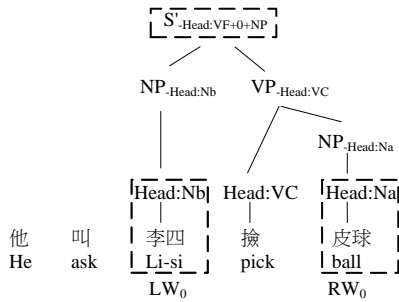 S'-Head:VF+0+NP
NP-Head:Nb VP-Head:VC
NP-Head:Na
Head:Nb Head:VC Head:Na
他 叫 李四 撿 皮球
He ask Li-si pick ball
LW0 RW0